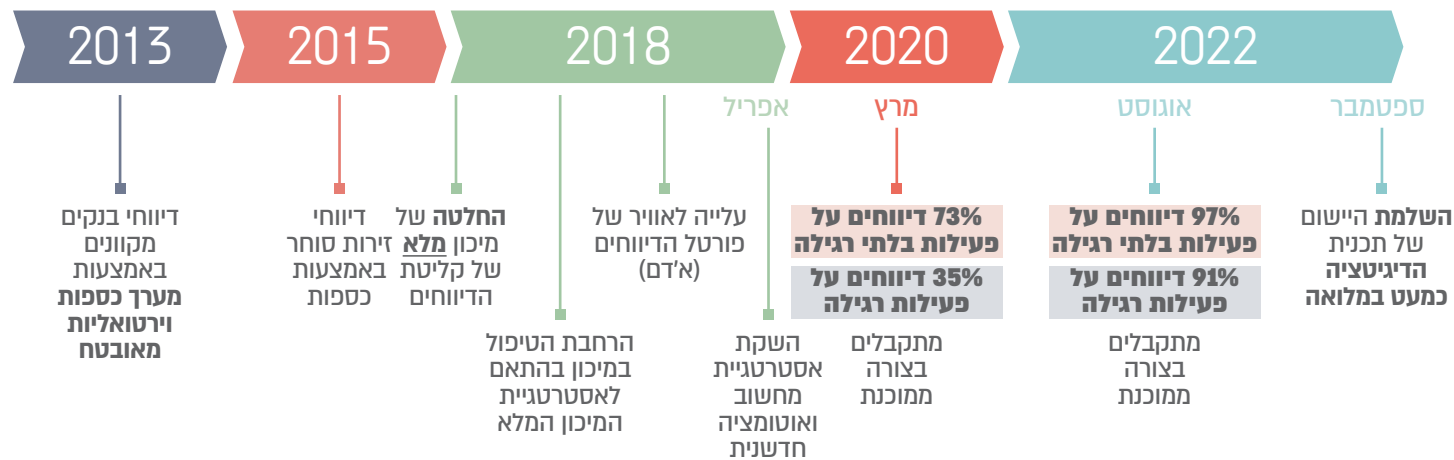 2013
2015
2018
2020
2022
אפריל
מרץ
אוגוסט
ספטמבר
דיווחי בנקים
מקוונים
באמצעות
מערך כספות
וירטואליות
מאובטח
דיווחי
זירות סוחר
באמצעות
כספות
החלטה של
מיכון מלא
של קליטת
הדיווחים
הרחבת הטיפול
במיכון בהתאם
לאסטרטגיית
המיכון המלא
עלייה לאוויר של
פורטל הדיווחים
(א'דם)
השקת
אסטרטגיית
מחשוב
ואוטומציה
חדשנית
73% דיווחים על
פעילות בלתי רגילה
35% דיווחים על
פעילות רגילה
מתקבלים
בצורה
ממוכנת
97% דיווחים על
פעילות בלתי רגילה
91% דיווחים על
פעילות רגילה
מתקבלים
בצורה
ממוכנת
השלמת היישום
של תכנית
הדיגיטציה
כמעט במלואה